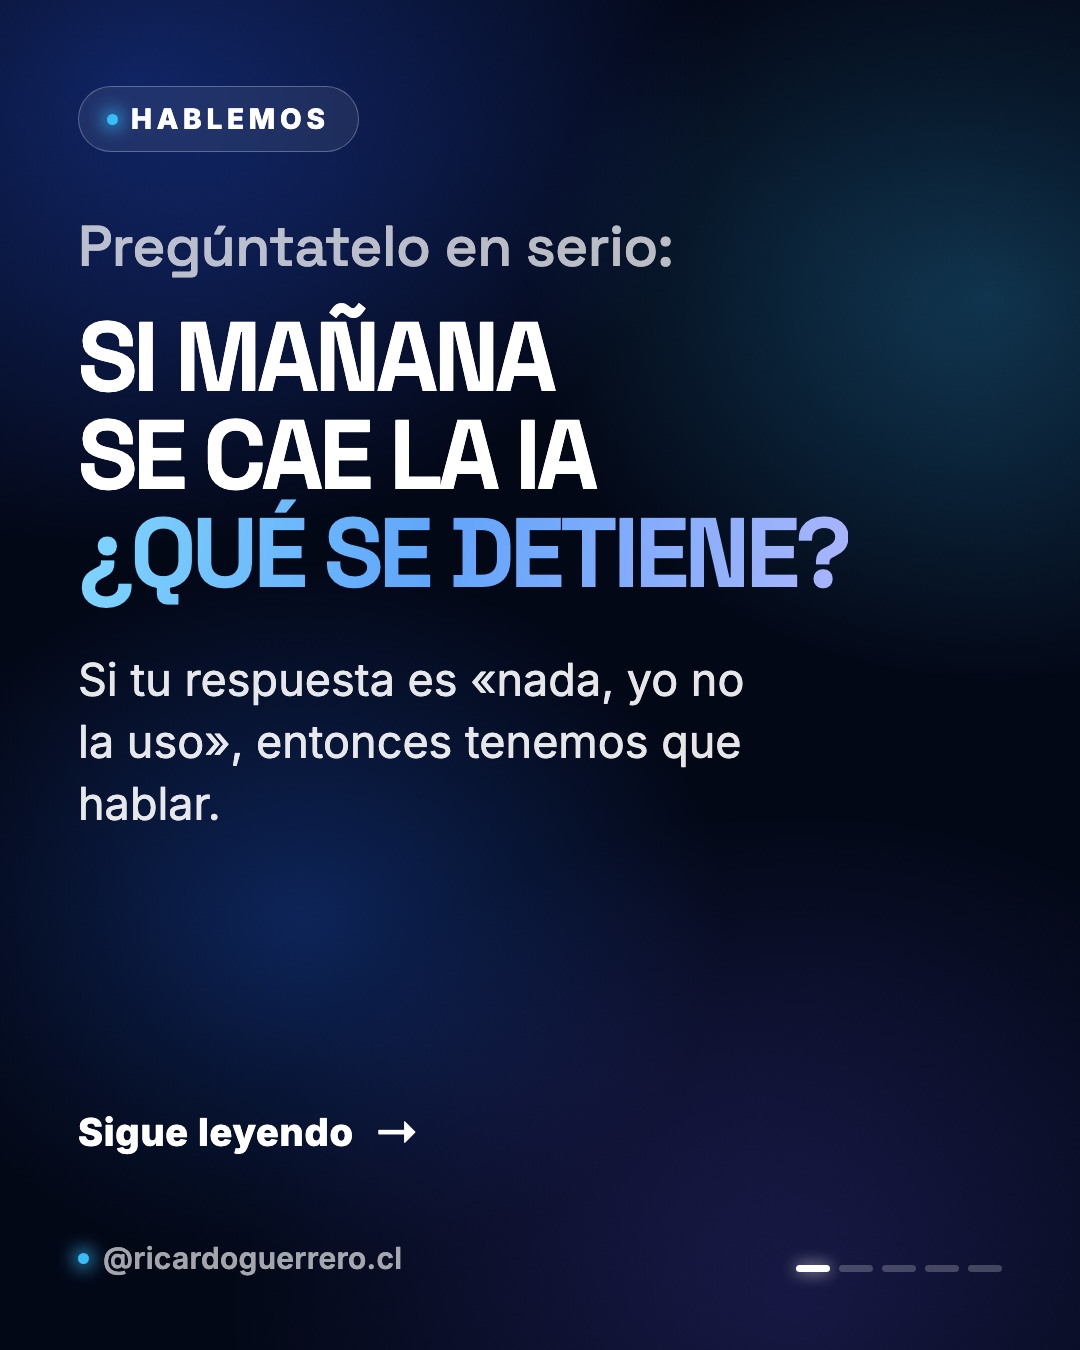 HABLEMOS
Pregúntatelo en serio:
SI MAÑANA
SE CAE LA IA
¿QUÉ SE DETIENE?
Si tu respuesta es «nada, yo no
la uso», entonces tenemos que
hablar.
Sigue leyendo →
@ricardoguerrero.cl